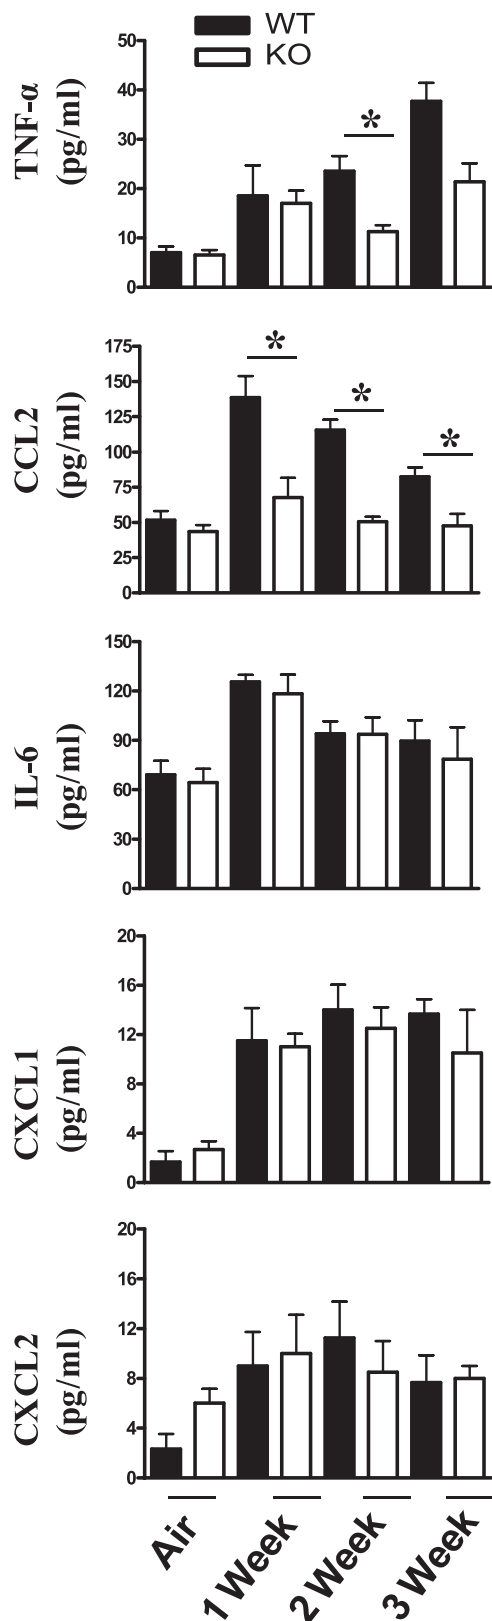 WT
KO
TNF-α
(pg/ml)
50
40
30
20
10
0
*
CCL2
(pg/ml)
175
150
125
100
75
50
25
0
*
*
*
IL-6
(pg/ml)
150
120
90
60
30
0
CXCL1
(pg/ml)
20
16
12
8
4
0
CXCL2
(pg/ml)
20
16
12
8
4
0
Air
1 Week
2 Week
3 Week